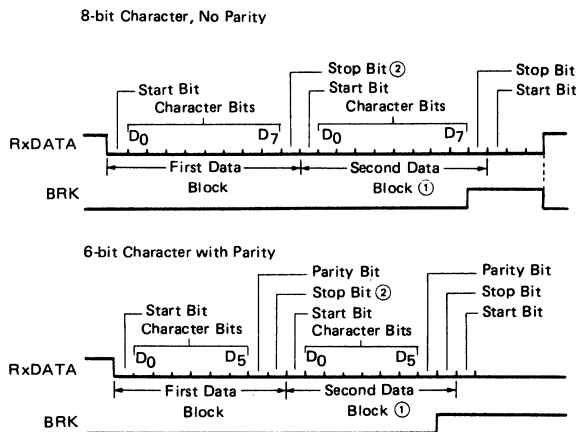 8-bit Character, No Parity
Stop Bit ② Stop Bit
Start Bit Start Bit Start Bit
Character Bits Character Bits
D0 D7 D0 D7
RxDATA
First Data Second Data
Block Block ①
BRK
6-bit Character with Parity
Parity Bit Parity Bit
Stop Bit ② Stop Bit
Start Bit Start Bit Start Bit
Character Bits Character Bits
D0 D5 D0 D5
RxDATA
First Data Second Data
Block Block ①
BRK